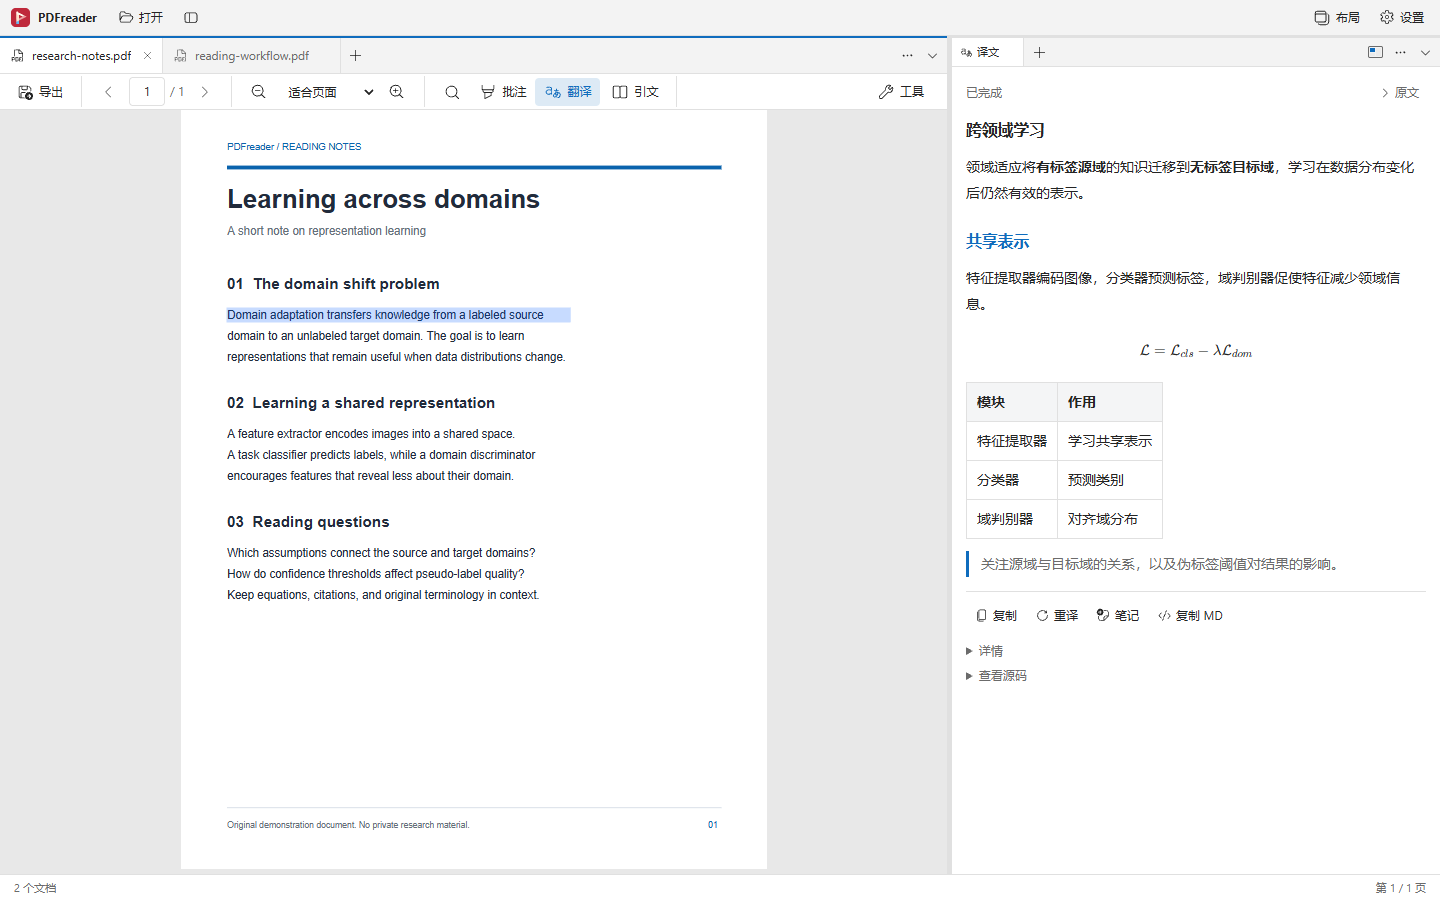 PDFreader
打开
布局
设置
research-notes.pdf
reading-workflow.pdf
导出
1
/ 1
适合页面
批注
翻译
引文
工具
PDFreader / READING NOTES
Learning across domains
A short note on representation learning
01 The domain shift problem
Domain adaptation transfers knowledge from a labeled source
domain to an unlabeled target domain. The goal is to learn
representations that remain useful when data distributions change.
02 Learning a shared representation
A feature extractor encodes images into a shared space.
A task classifier predicts labels, while a domain discriminator
encourages features that reveal less about their domain.
03 Reading questions
Which assumptions connect the source and target domains?
How do confidence thresholds affect pseudo-label quality?
Keep equations, citations, and original terminology in context.
Original demonstration document. No private research material.
01
译文
已完成
原文
跨领域学习
领域适应将有标签源域的知识迁移到无标签目标域，学习在数据分布变化
后仍然有效的表示。
共享表示
特征提取器编码图像，分类器预测标签，域判别器促使特征减少领域信
息。
ℒ = ℒcls − λℒdom
模块 作用
特征提取器 学习共享表示
分类器 预测类别
域判别器 对齐域分布
关注源域与目标域的关系，以及伪标签阈值对结果的影响。
复制
重译
笔记
复制 MD
详情
查看源码
2 个文档
第 1 / 1 页